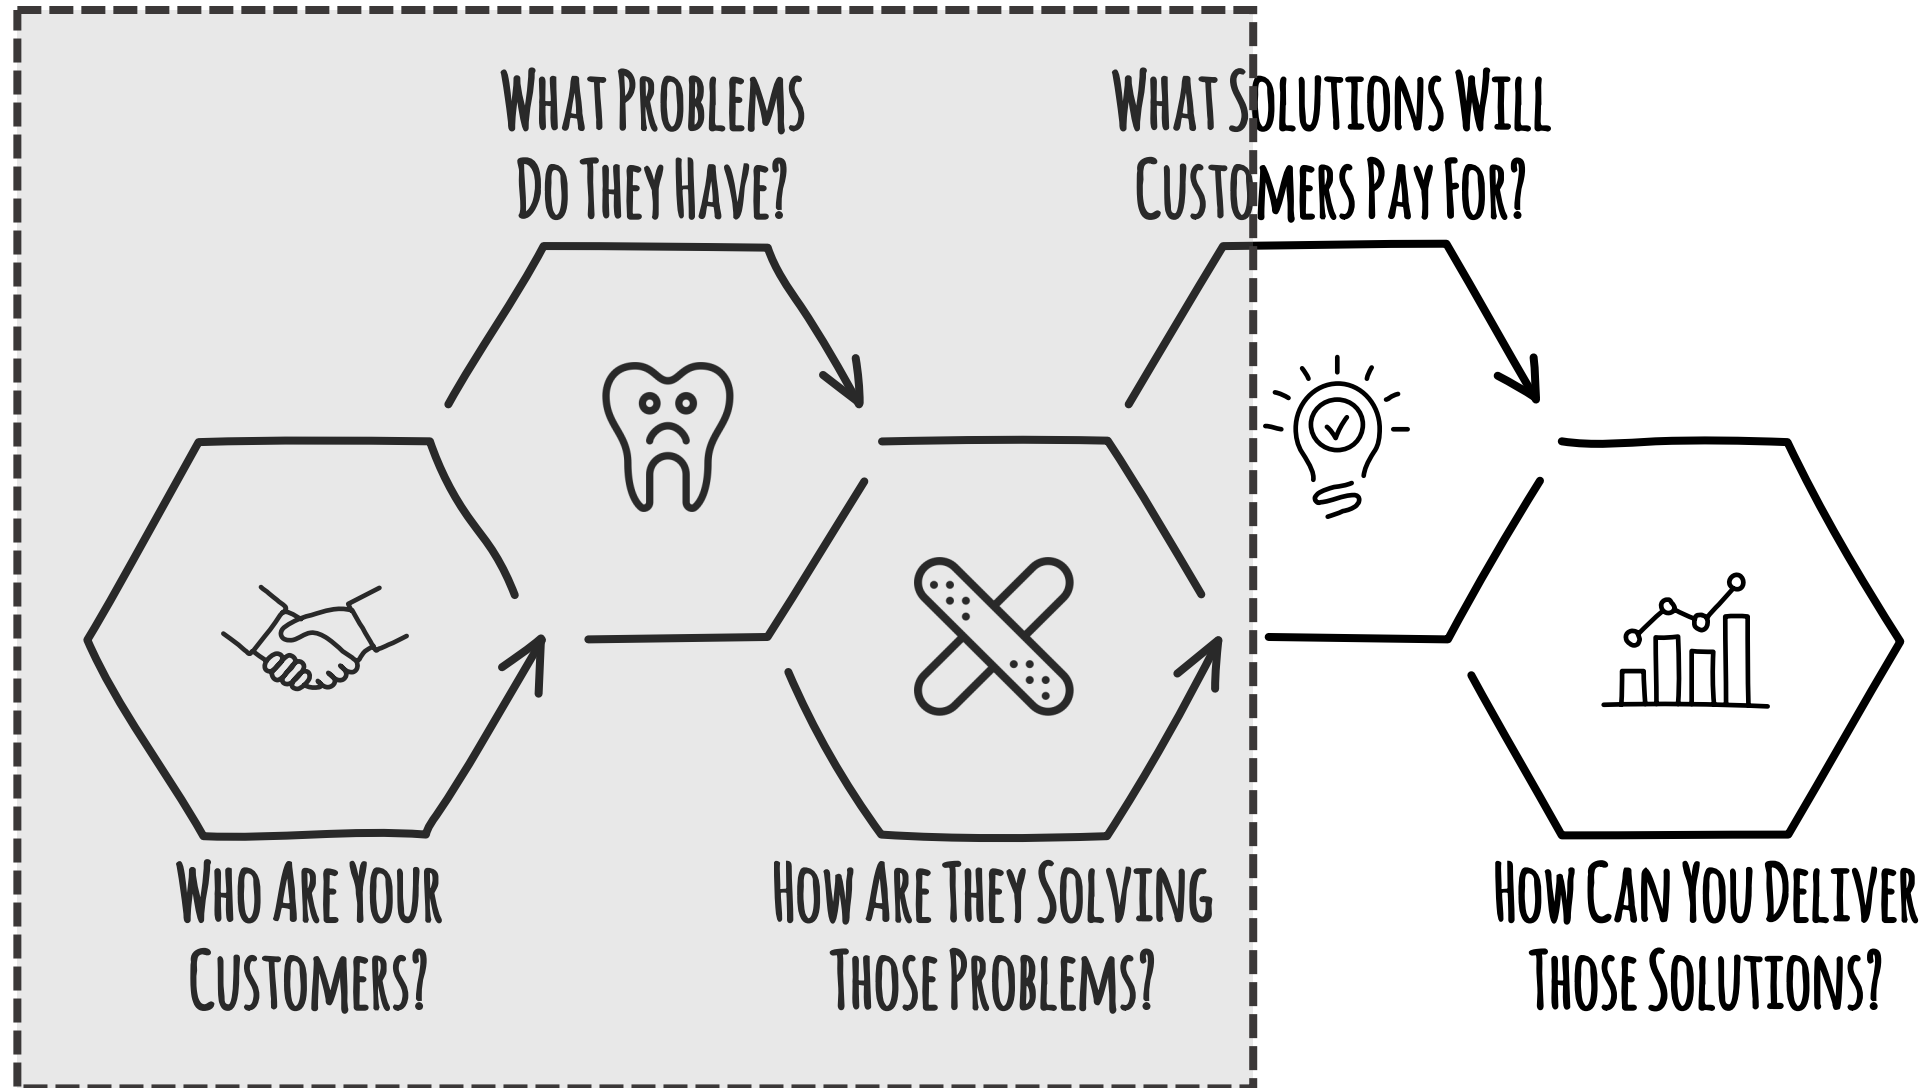 What Problems
Do They Have?
What Solutions Will
Customers Pay For?
Who Are Your
Customers?
How Are They Solving
Those Problems?
How Can You Deliver
Those Solutions?